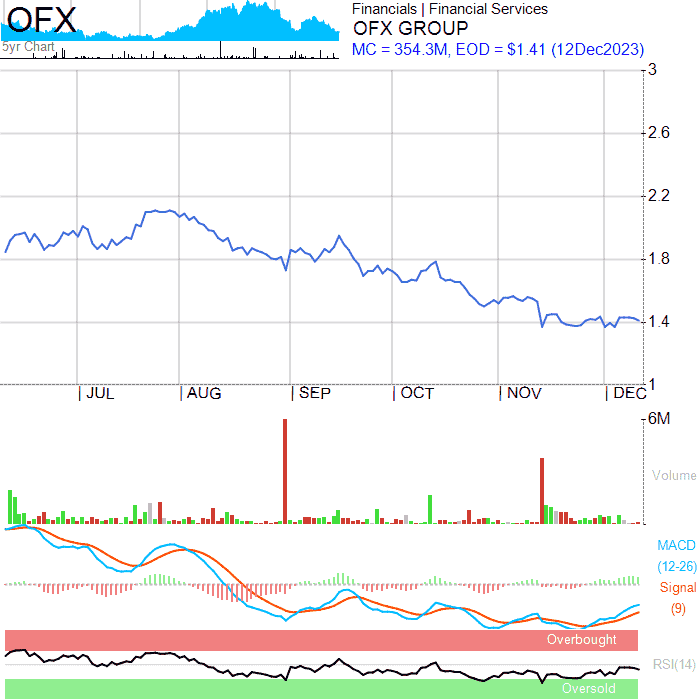 OFX
5yr Chart
Financials | Financial Services
OFX GROUP
MC = 354.3M, EOD = $1.41 (12Dec2023)
3
2.6
2.2
1.8
1.4
1
| JUL | AUG | SEP | OCT | NOV | DEC
6M
Volume
MACD
(12-26)
Signal
(9)
Overbought
RSI(14)
Oversold